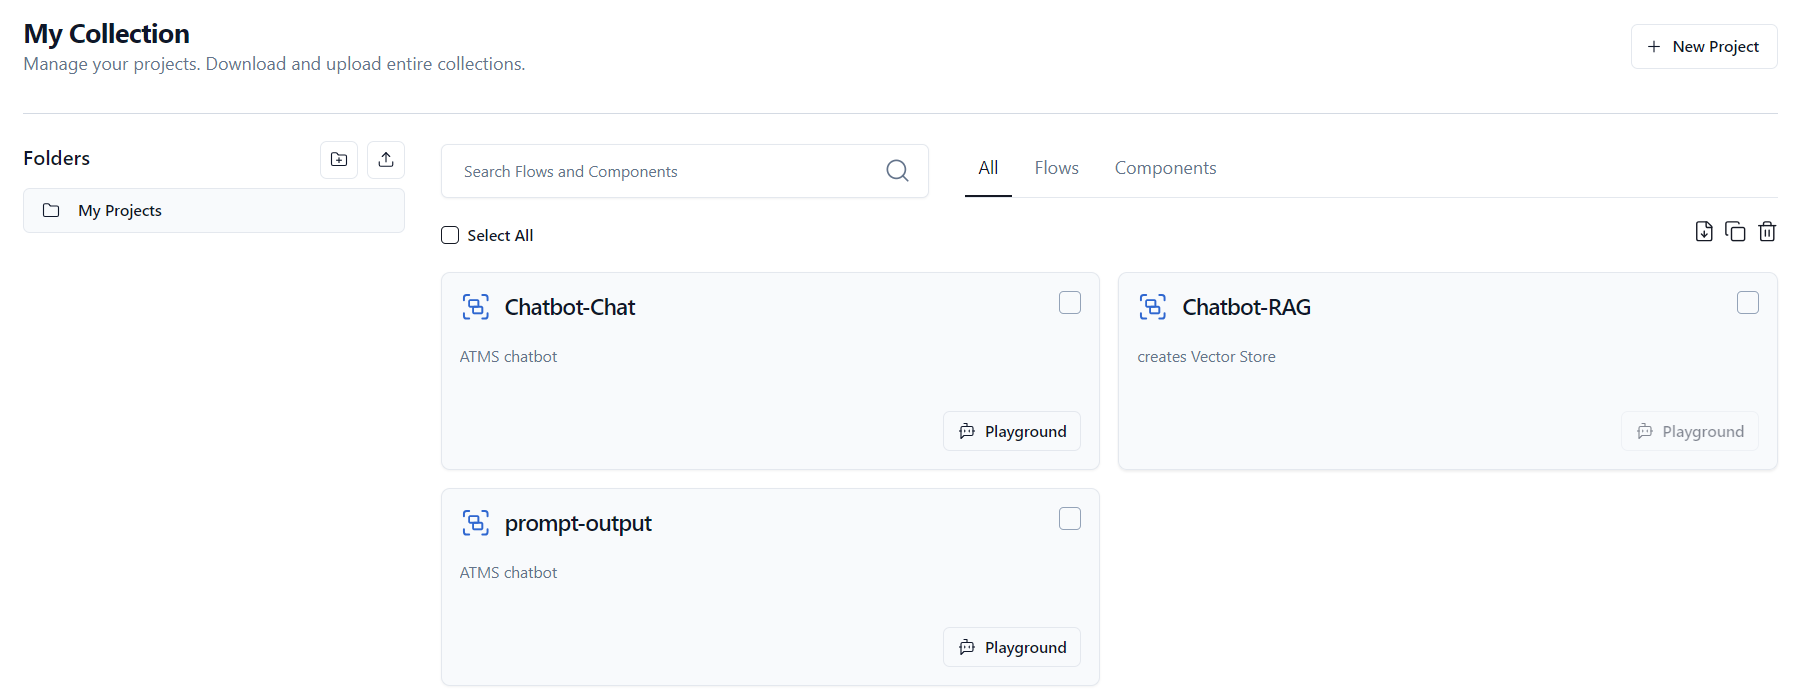 My Collection
Manage your projects. Download and upload entire collections.
New Project
Folders
My Projects
Search Flows and Components
All
Flows
Components
Select All
Chatbot-Chat
ATMS chatbot
Playground
Chatbot-RAG
creates Vector Store
Playground
prompt-output
ATMS chatbot
Playground